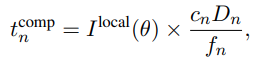 t_n^{comp} = I^{local}(θ) × \frac{c_n D_n}{f_n},